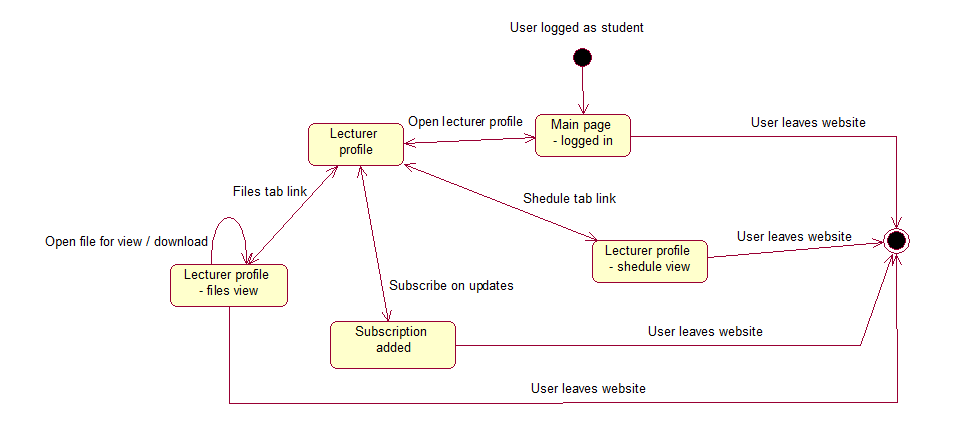 User logged as student
Main page
- logged in
Open lecturer profile
User leaves website
Lecturer
profile
Files tab link
Shedule tab link
Open file for view / download
Lecturer profile
- shedule view
User leaves website
Lecturer profile
- files view
Subscribe on updates
Subscription
added
User leaves website
User leaves website